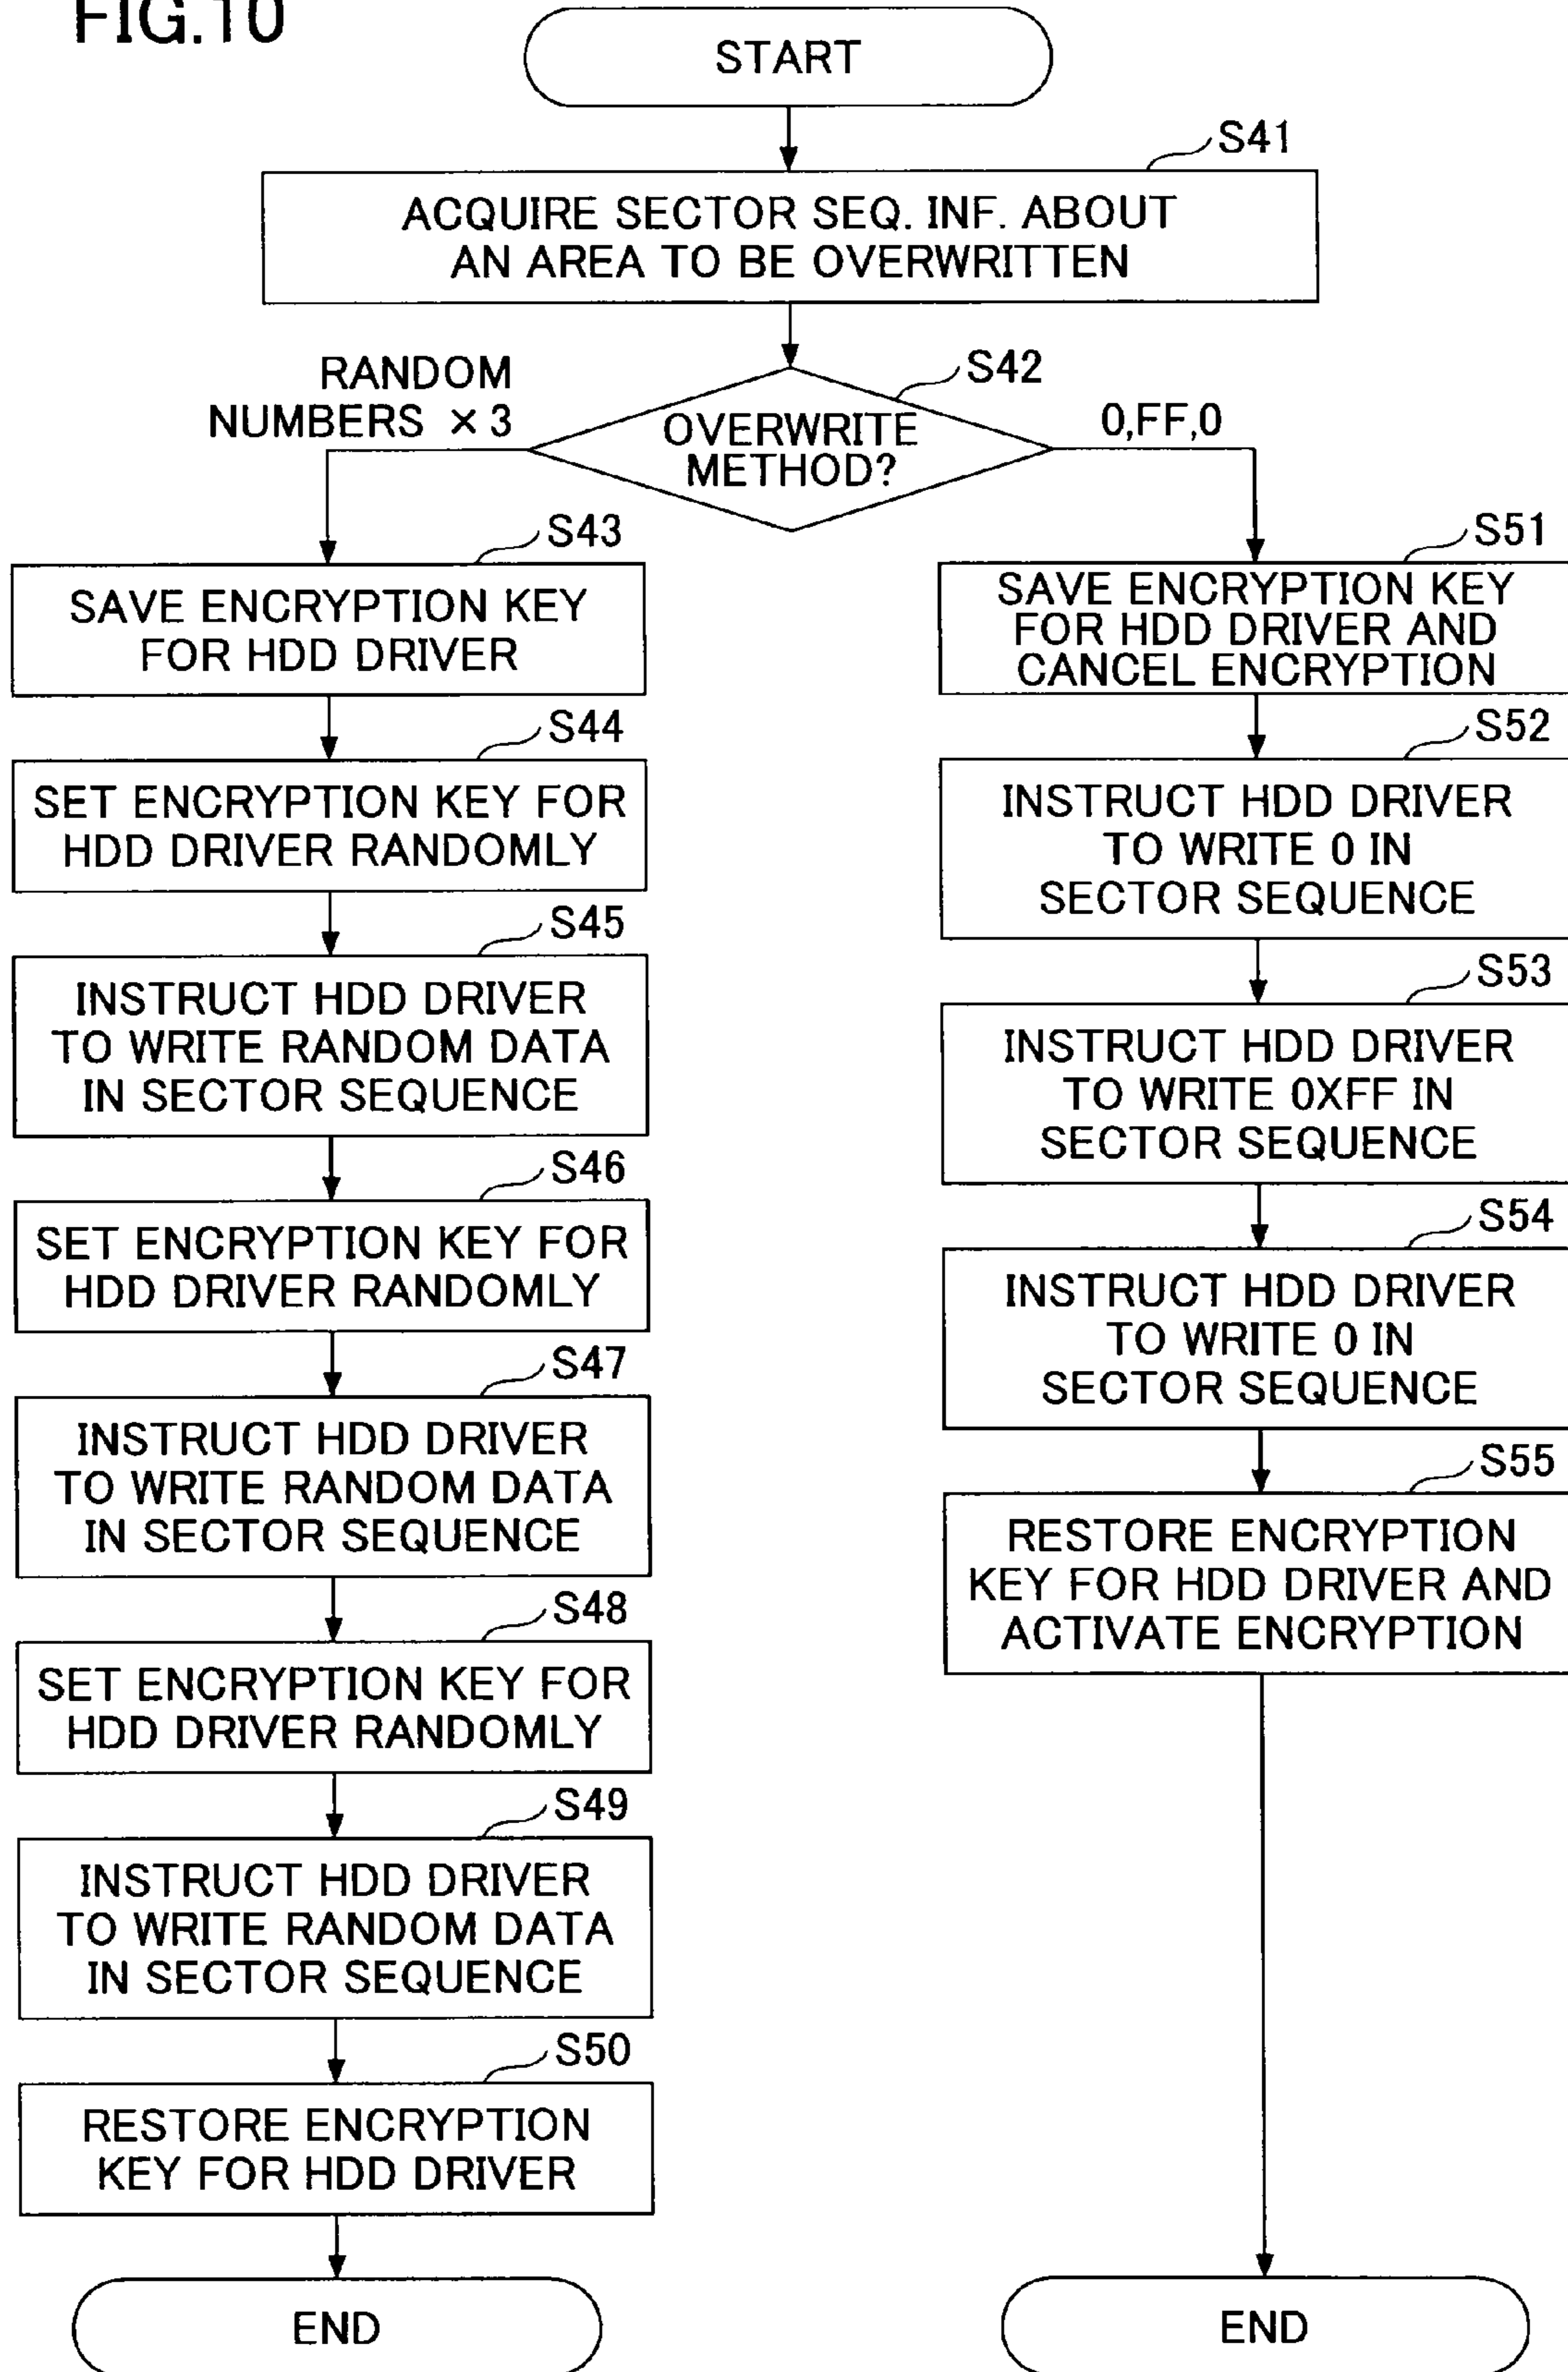 FIG.10
START
S41
ACQUIRE SECTOR SEQ. INF. ABOUT
AN AREA TO BE OVERWRITTEN
S42
OVERWRITE
METHOD?
RANDOM
NUMBERS ×3
0,FF,0
S43
SAVE ENCRYPTION KEY
FOR HDD DRIVER
S44
SET ENCRYPTION KEY FOR
HDD DRIVER RANDOMLY
S45
INSTRUCT HDD DRIVER
TO WRITE RANDOM DATA
IN SECTOR SEQUENCE
S46
SET ENCRYPTION KEY FOR
HDD DRIVER RANDOMLY
S47
INSTRUCT HDD DRIVER
TO WRITE RANDOM DATA
IN SECTOR SEQUENCE
S48
SET ENCRYPTION KEY FOR
HDD DRIVER RANDOMLY
S49
INSTRUCT HDD DRIVER
TO WRITE RANDOM DATA
IN SECTOR SEQUENCE
S50
RESTORE ENCRYPTION
KEY FOR HDD DRIVER
END
S51
SAVE ENCRYPTION KEY
FOR HDD DRIVER AND
CANCEL ENCRYPTION
S52
INSTRUCT HDD DRIVER
TO WRITE 0 IN
SECTOR SEQUENCE
S53
INSTRUCT HDD DRIVER
TO WRITE 0XFF IN
SECTOR SEQUENCE
S54
INSTRUCT HDD DRIVER
TO WRITE 0 IN
SECTOR SEQUENCE
S55
RESTORE ENCRYPTION
KEY FOR HDD DRIVER AND
ACTIVATE ENCRYPTION
END